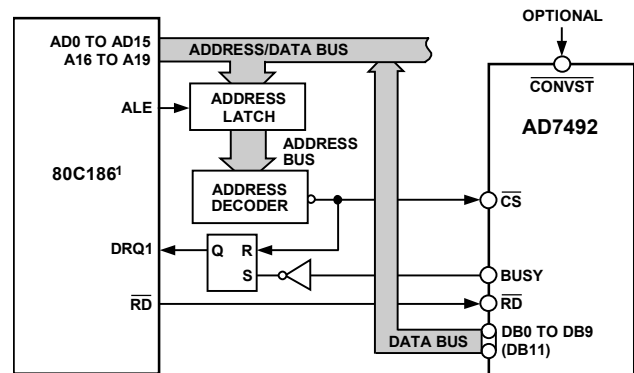 OPTIONAL
AD0 TO AD15
A16 TO A19
ADDRESS/DATA BUS
CONVST
ALE
ADDRESS
LATCH
AD7492
ADDRESS
BUS
80C186¹
ADDRESS
DECODER
CS
DRQ1
Q R
S
BUSY
RD
RD
DB0 TO DB9
(DB11)
DATA BUS